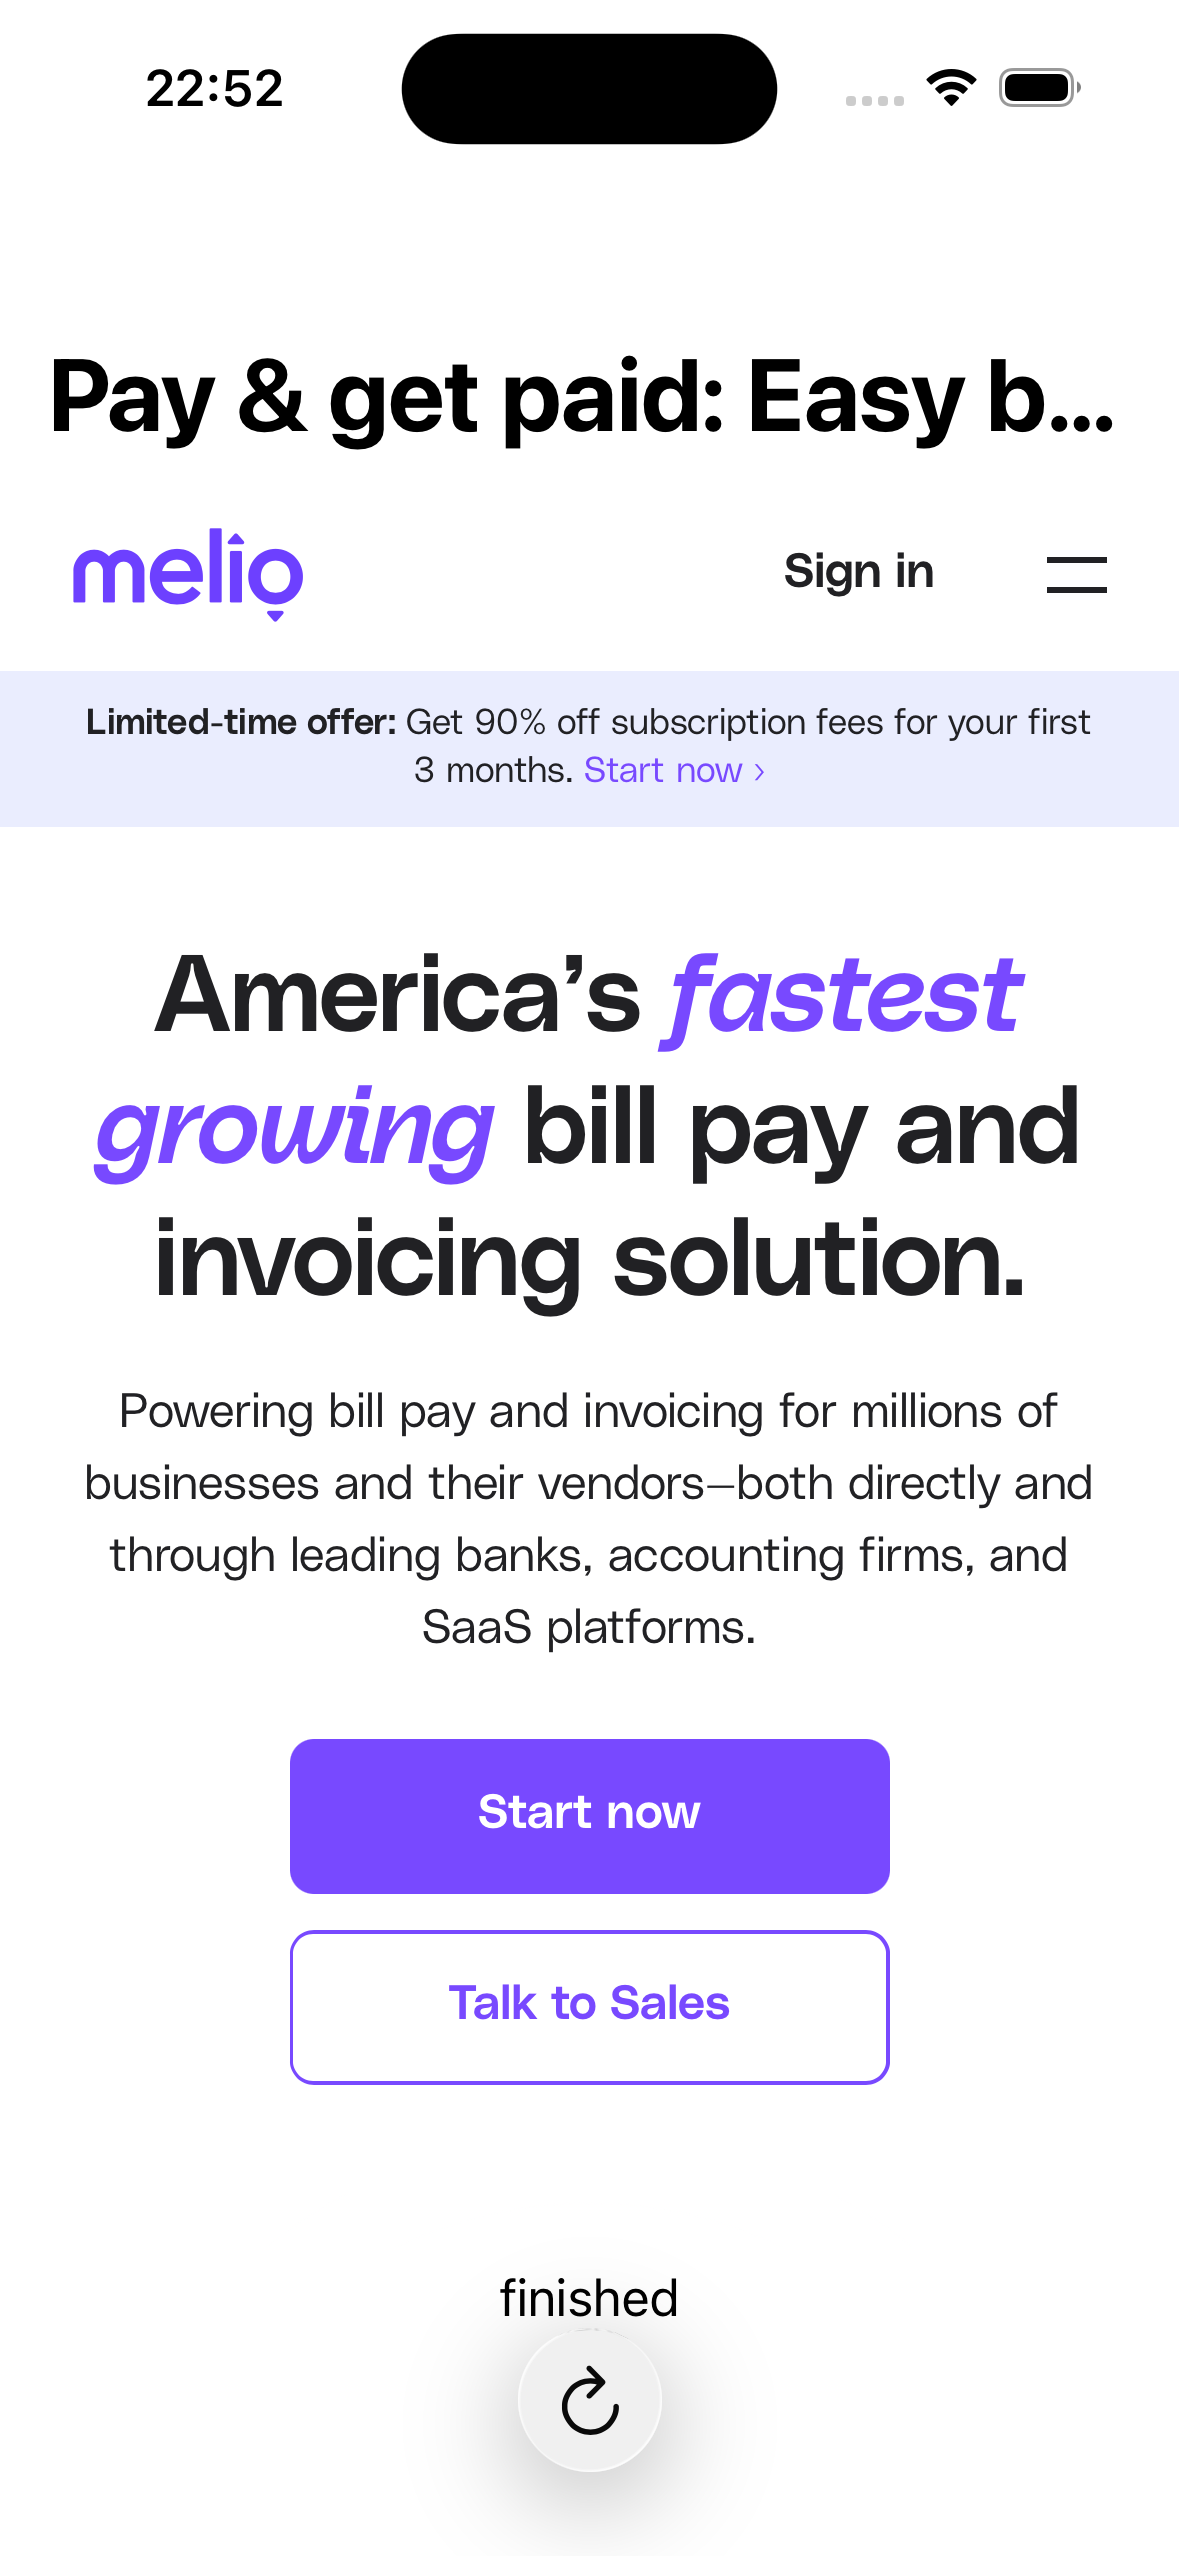 22:52
Pay & get paid: Easy b...
melio
Sign in
Limited-time offer: Get 90% off subscription fees for your first
3 months. Start now ›
America’s fastest
growing bill pay and
invoicing solution.
Powering bill pay and invoicing for millions of
businesses and their vendors—both directly and
through leading banks, accounting firms, and
SaaS platforms.
Start now
Talk to Sales
finished